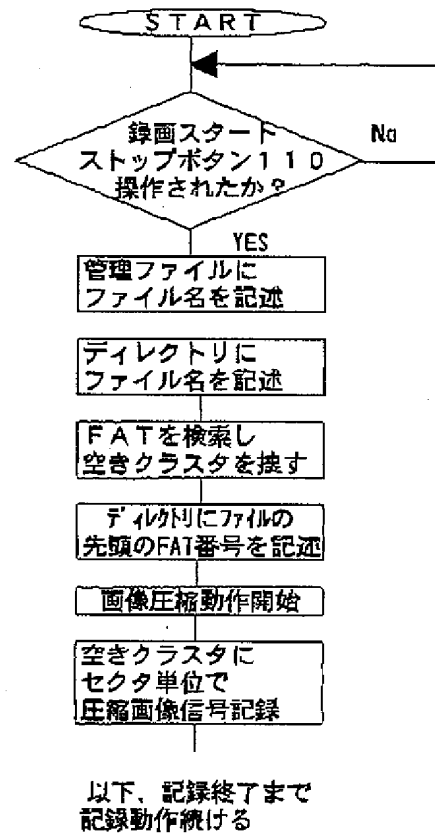 ＳＴＡＲＴ
録画スタート
ストップボタン１１０
操作されたか？
No
YES
管理ファイルに
ファイル名を記述
ディレクトリに
ファイル名を記述
ＦＡＴを検索し
空きクラスタを捜す
ディレクトリにファイルの
先頭のFAT番号を記述
画像圧縮動作開始
空きクラスタに
セクタ単位で
圧縮画像信号記録
以下、記録終了まで
記録動作続ける